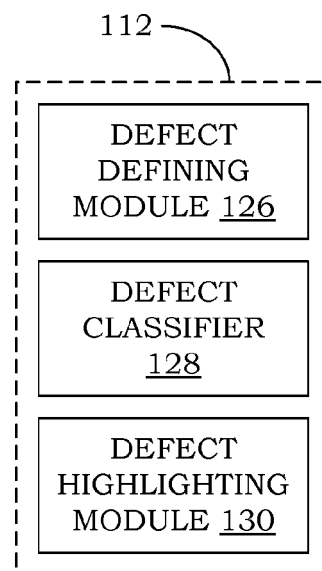 112
DEFECT
DEFINING
MODULE 126
DEFECT
CLASSIFIER
128
DEFECT
HIGHLIGHTING
MODULE 130